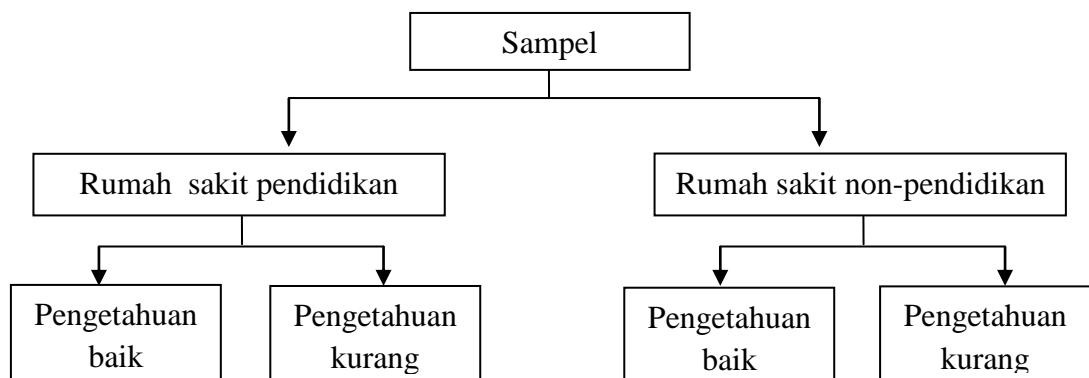 Sampel
Rumah sakit pendidikan
Rumah sakit non-pendidikan
Pengetahuan
baik
Pengetahuan
kurang
Pengetahuan
baik
Pengetahuan
kurang